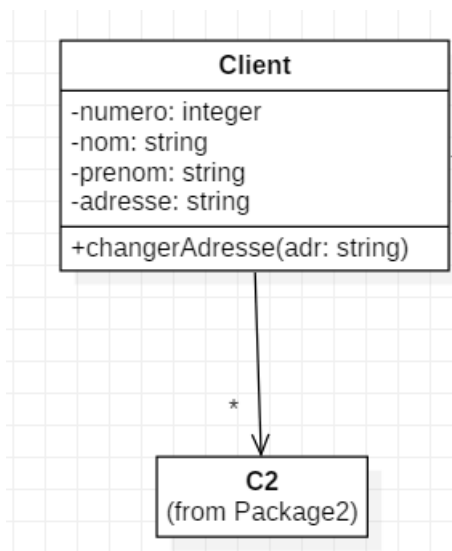 Client
-numero: integer
-nom: string
-prenom: string
-adresse: string
+changerAdresse(adr: string)
*
C2
(from Package2)